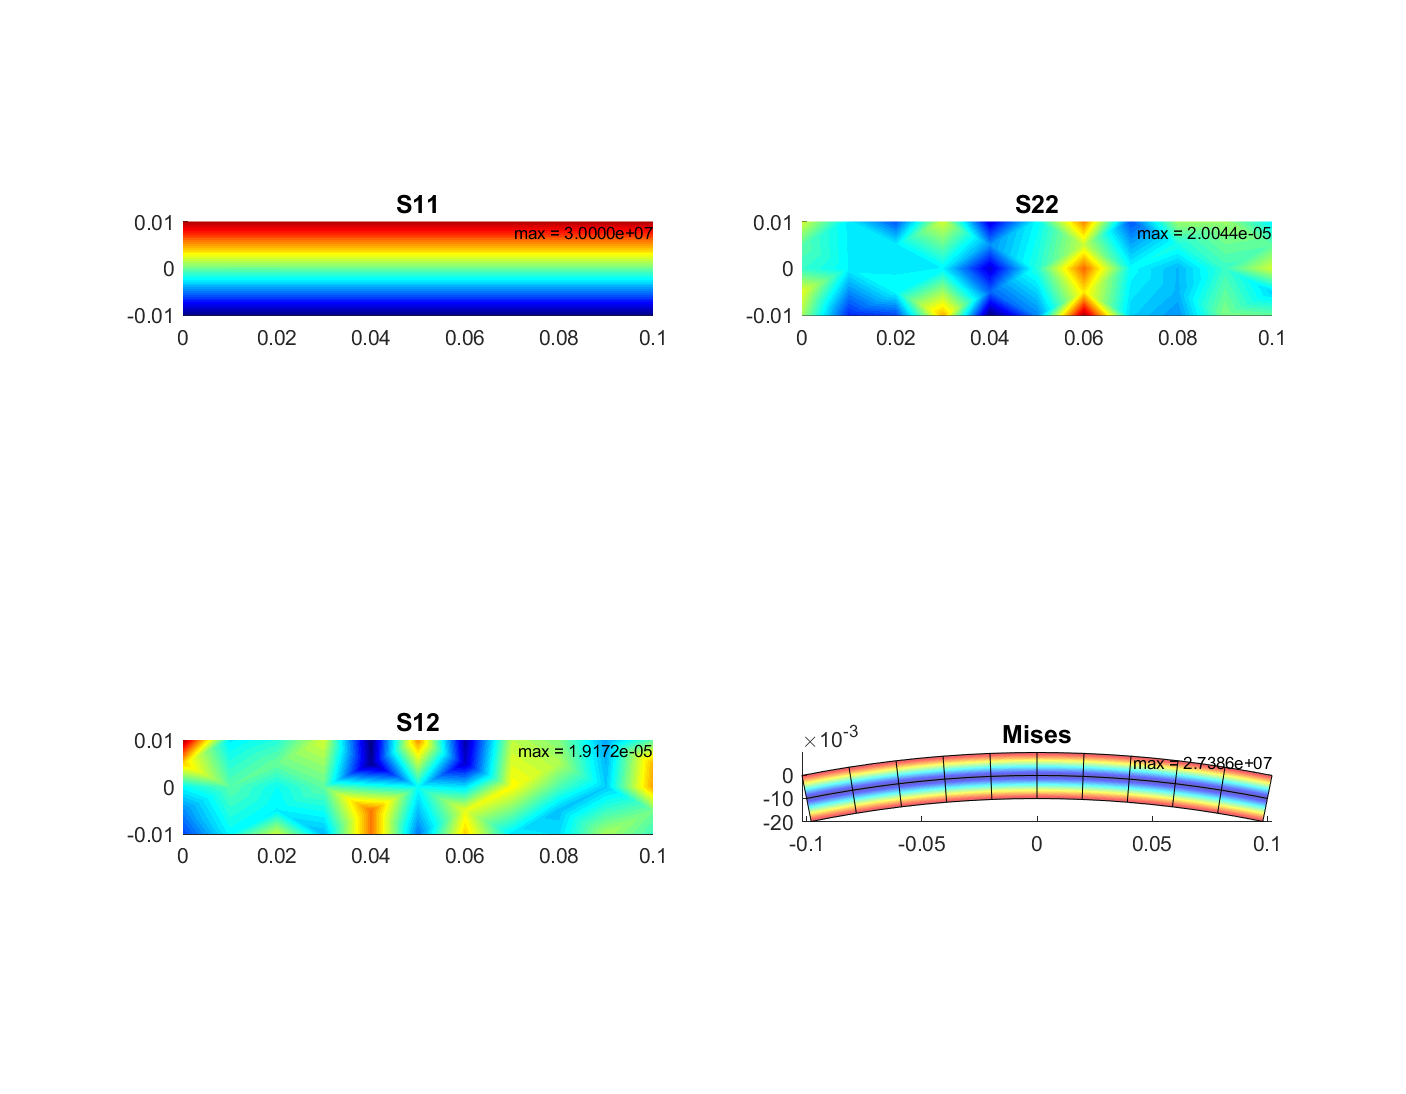 S11
max = 3.0000e+07
0.01
0
-0.01
0 0.02 0.04 0.06 0.08 0.1
S22
max = 2.0044e-05
0.01
0
-0.01
0 0.02 0.04 0.06 0.08 0.1
S12
max = 1.9172e-05
0.01
0
-0.01
0 0.02 0.04 0.06 0.08 0.1
Mises
×10^-3
max = 2.7386e+07
0
-10
-20
-0.1 -0.05 0 0.05 0.1